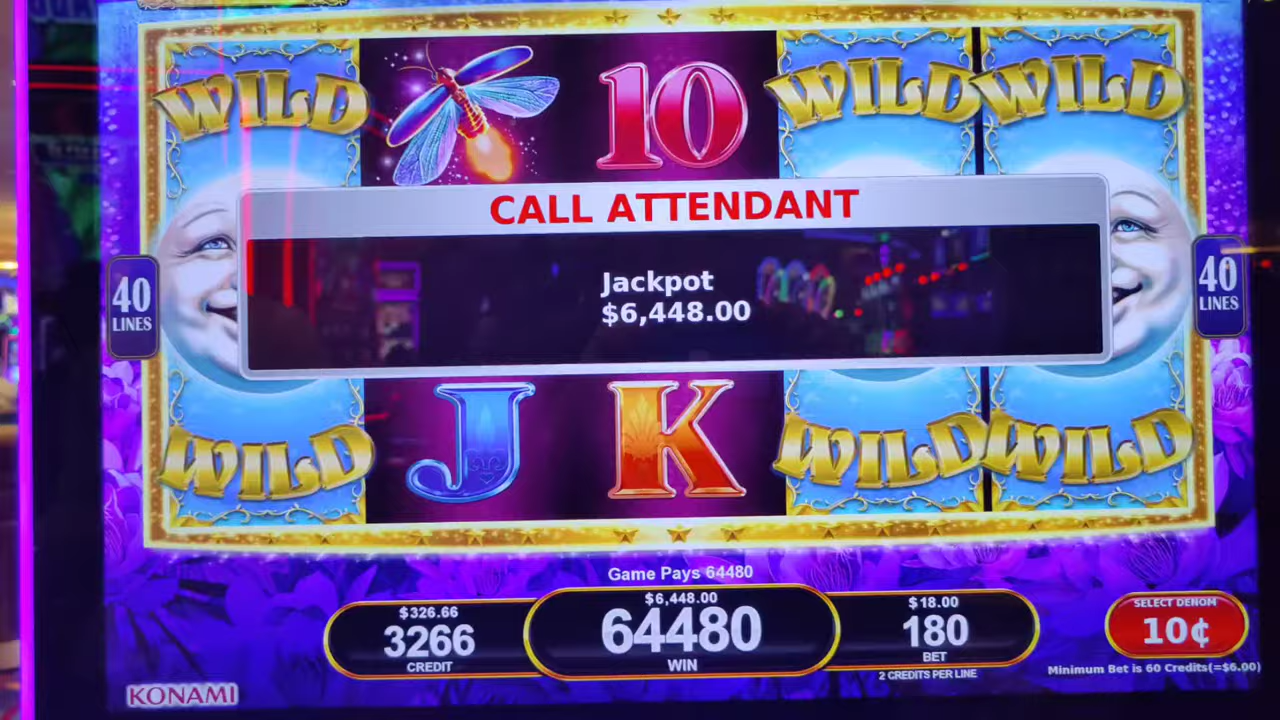 WILD
10
WILD
WILD
CALL ATTENDANT
Jackpot
$6,448.00
40
LINES
40
LINES
WILD
J
K
WILD
WILD
Game Pays 64480
$326.66
3266
CREDIT
$6,448.00
64480
WIN
$18.00
180
BET
2 CREDITS PER LINE
SELECT DENOM
10¢
Minimum Bet is 60 Credits(=$6.00)
KONAMI